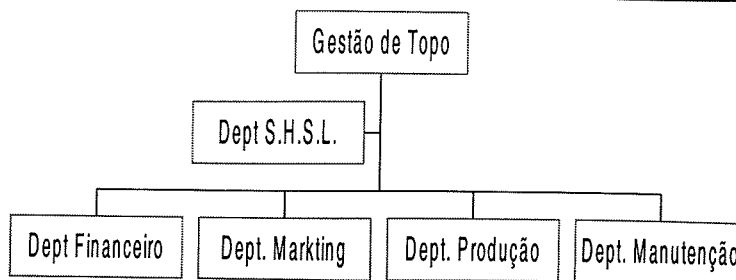 Gestão de Topo
Dept S.H.S.L.
Dept Financeiro
Dept. Markting
Dept. Produção
Dept. Manutenção